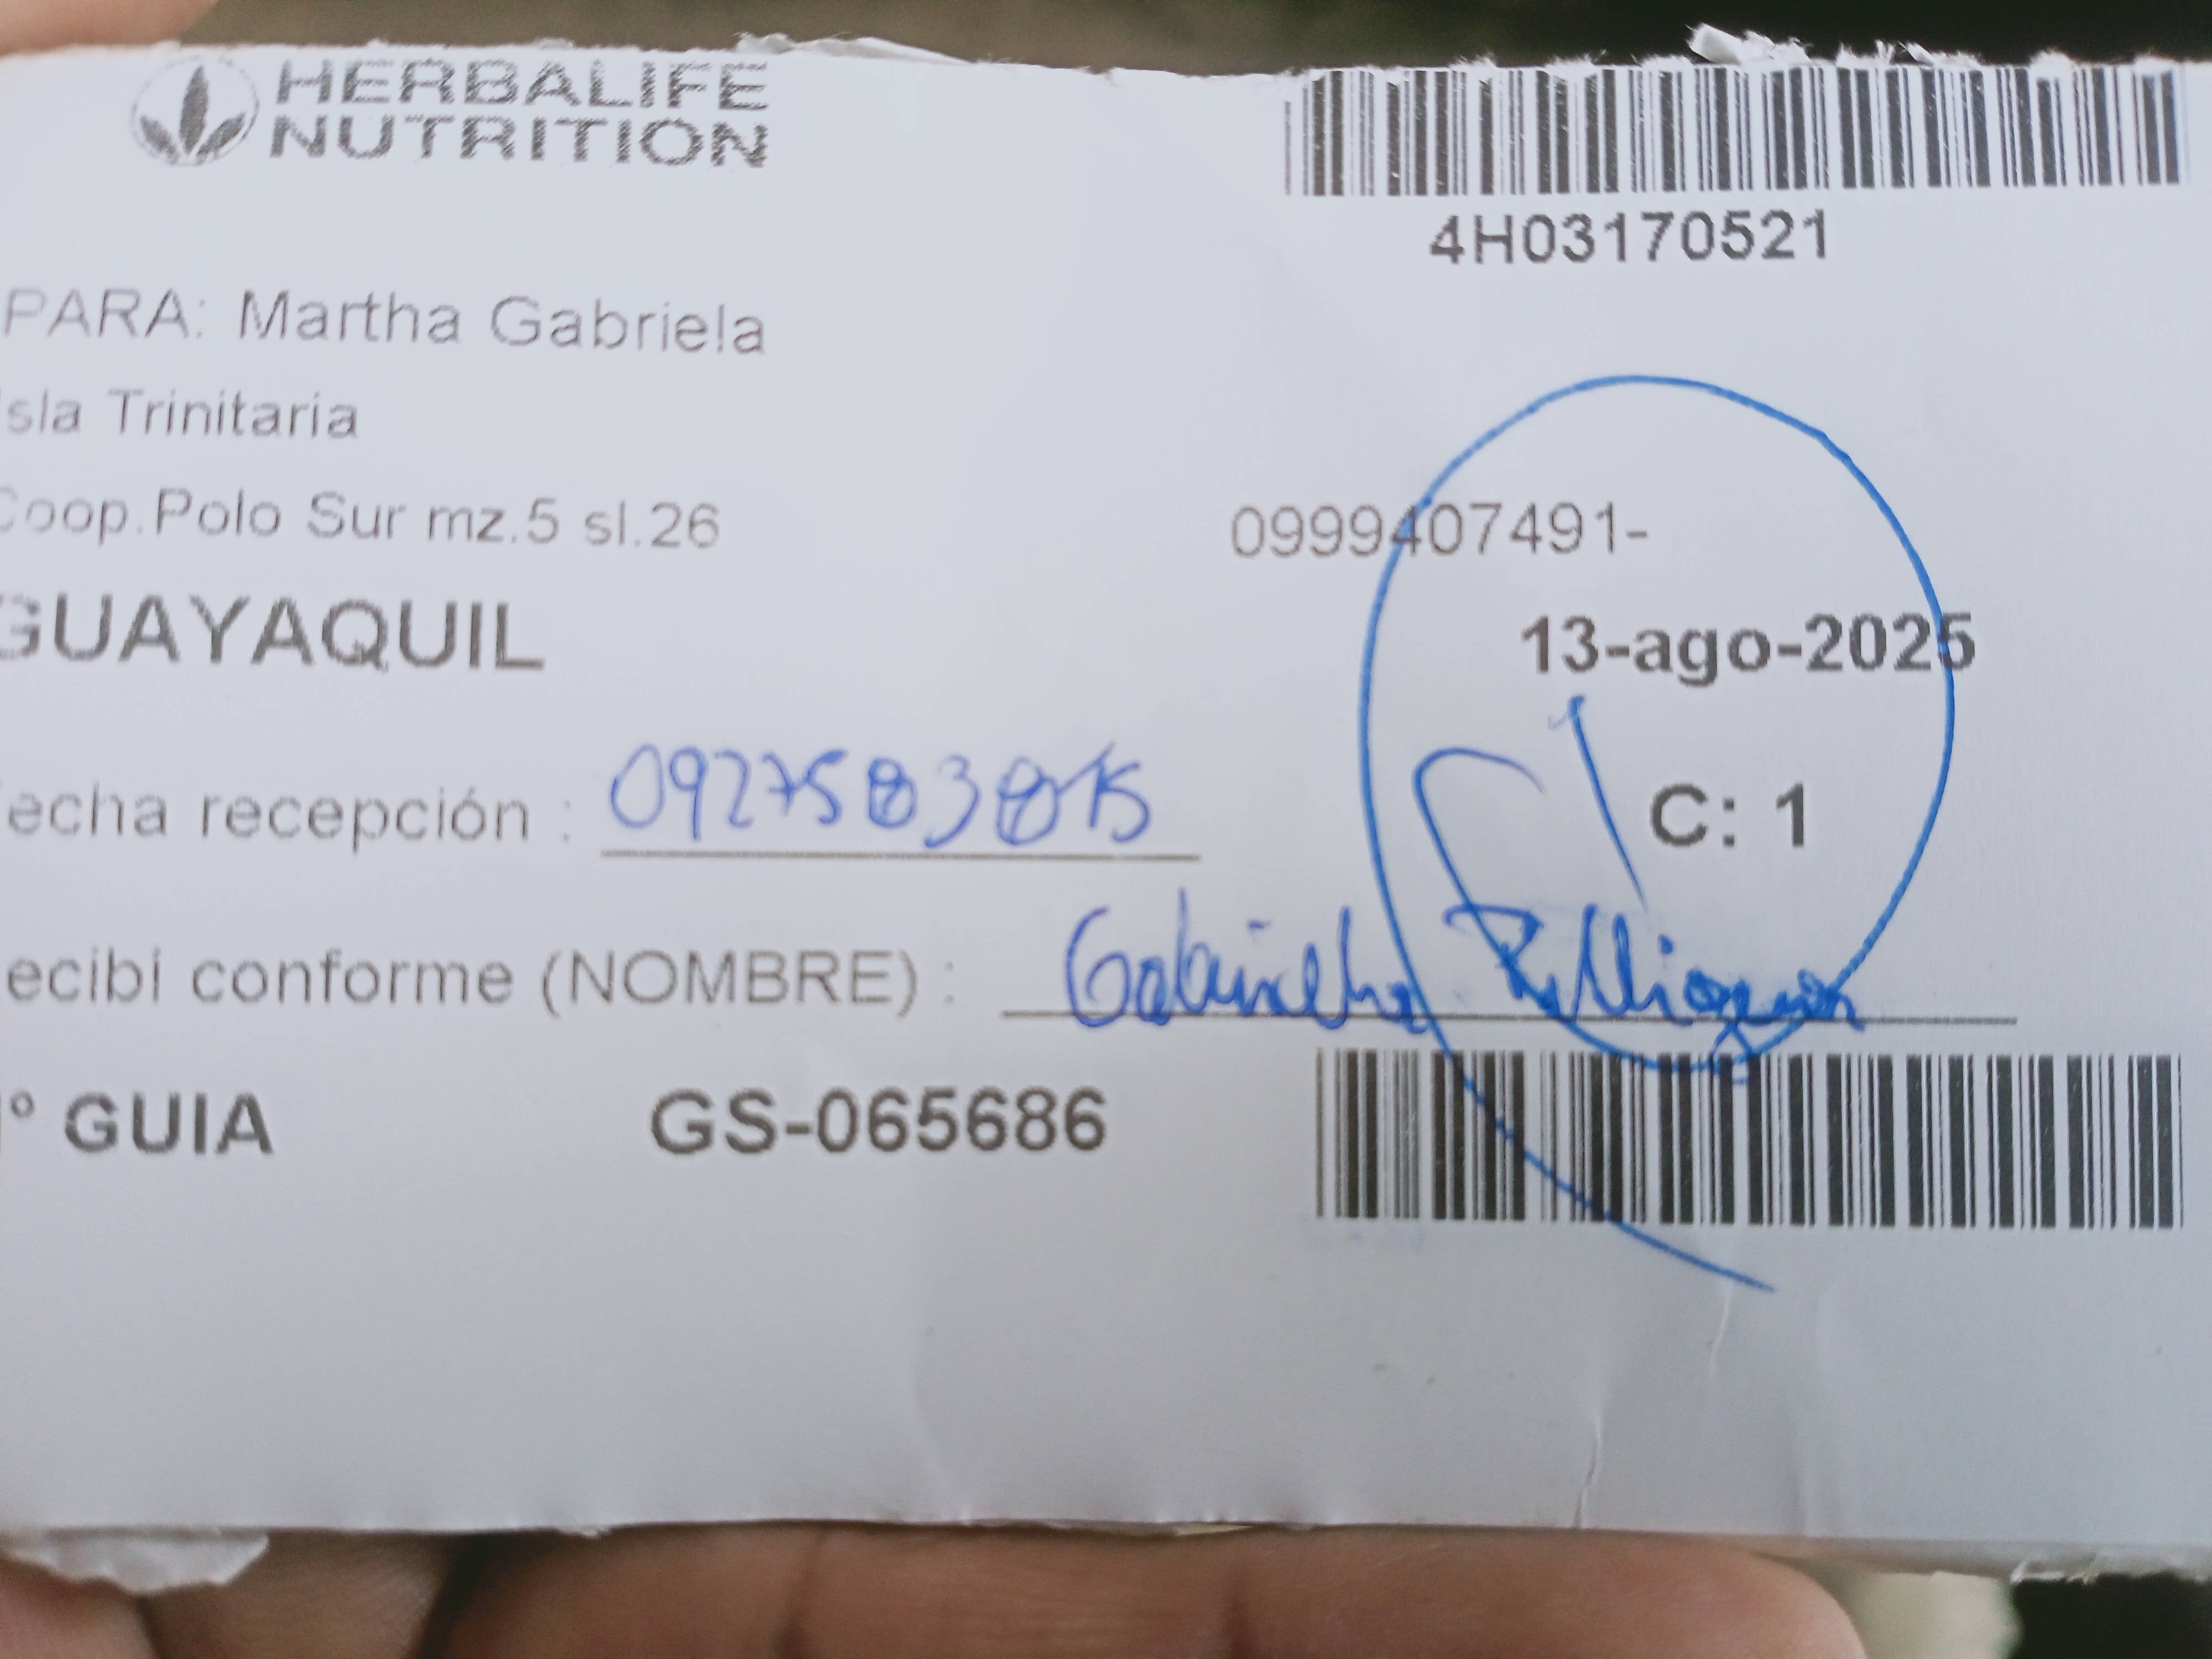 HERBALIFE
NUTRITION
4H03170521
PARA: Martha Gabriela
sla Trinitaria
Coop.Polo Sur mz.5 sl.26
0999407491-
GUAYAQUIL
13-ago-2025
echa recepción :
C: 1
ecibi conforme (NOMBRE) :
° GUIA GS-065686